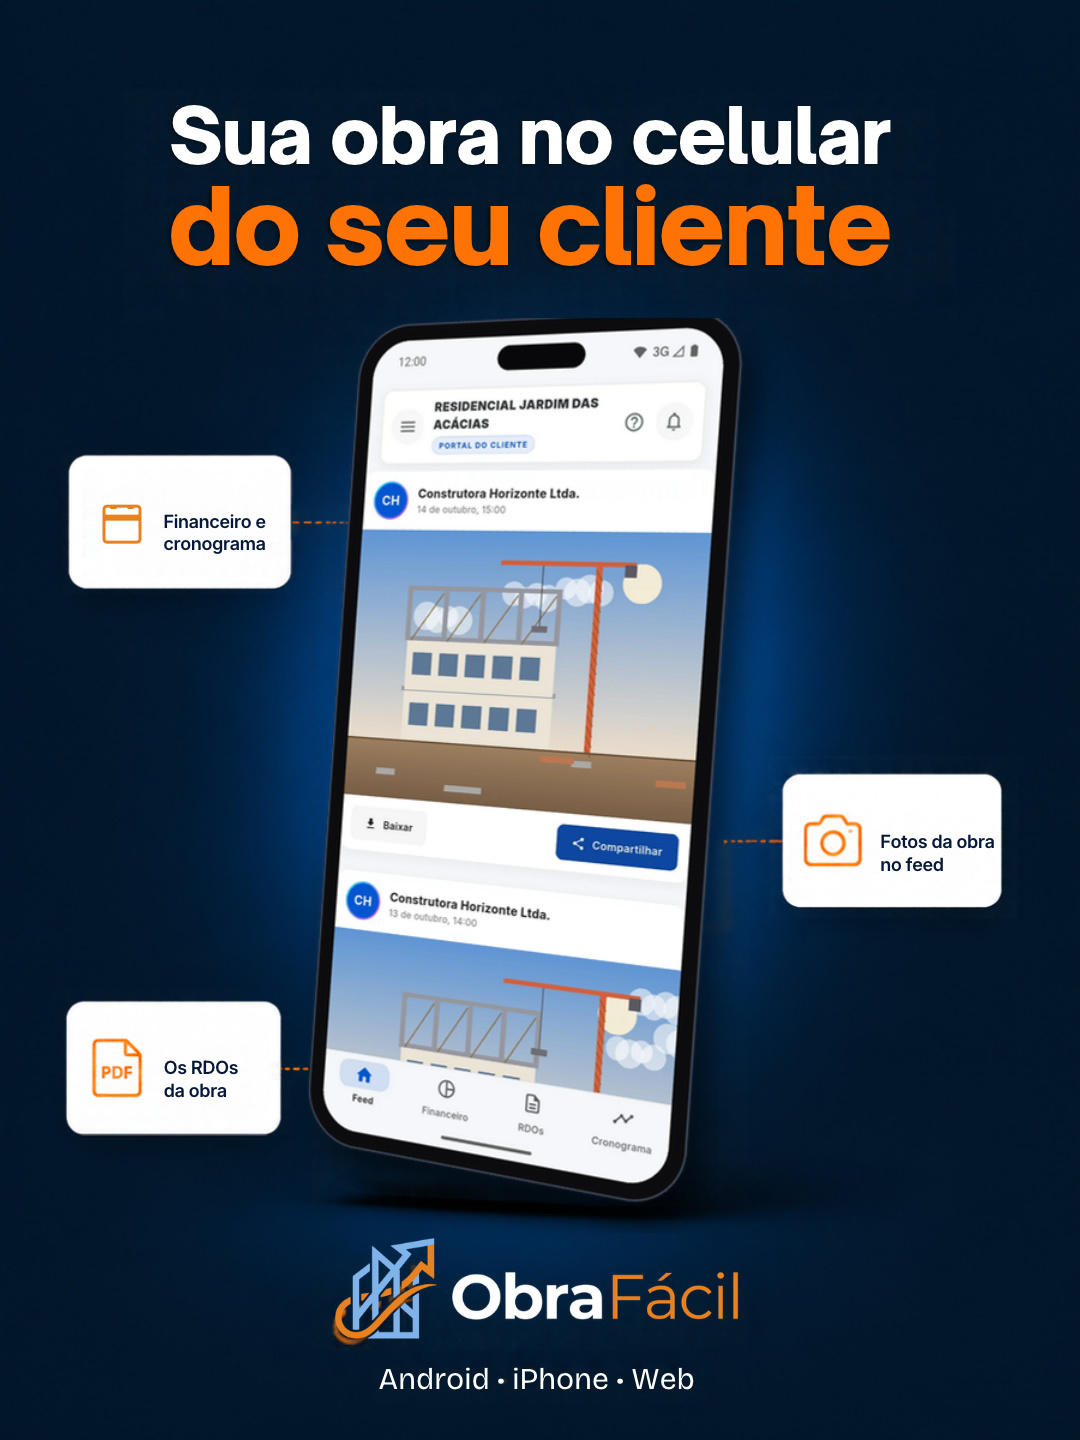 Sua obra no celular
do seu cliente
12:00
3G
RESIDENCIAL JARDIM DAS
ACÁCIAS
PORTAL DO CLIENTE
CH
Construtora Horizonte Ltda.
14 de outubro, 15:00
Financeiro e
cronograma
Baixar
Compartilhar
Fotos da obra
no feed
CH
Construtora Horizonte Ltda.
13 de outubro, 14:00
PDF
Os RDOs
da obra
Feed
Financeiro
RDOs
Cronograma
ObraFácil
Android • iPhone • Web